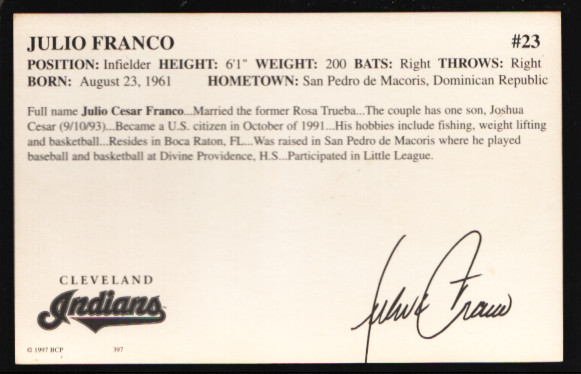 JULIO FRANCO #23
POSITION: Infielder HEIGHT: 6'1" WEIGHT: 200 BATS: Right THROWS: Right
BORN: August 23, 1961 HOMETOWN: San Pedro de Macoris, Dominican Republic
Full name Julio Cesar Franco...Married the former Rosa Trueba...The couple has one son, Joshua
Cesar (9/10/93)...Became a U.S. citizen in October of 1991...His hobbies include fishing, weight lifting
and basketball...Resides in Boca Raton, FL...Was raised in San Pedro de Macoris where he played
baseball and basketball at Divine Providence, H.S...Participated in Little League.
CLEVELAND
Indians
Julio Franco
© 1997 BCP 397